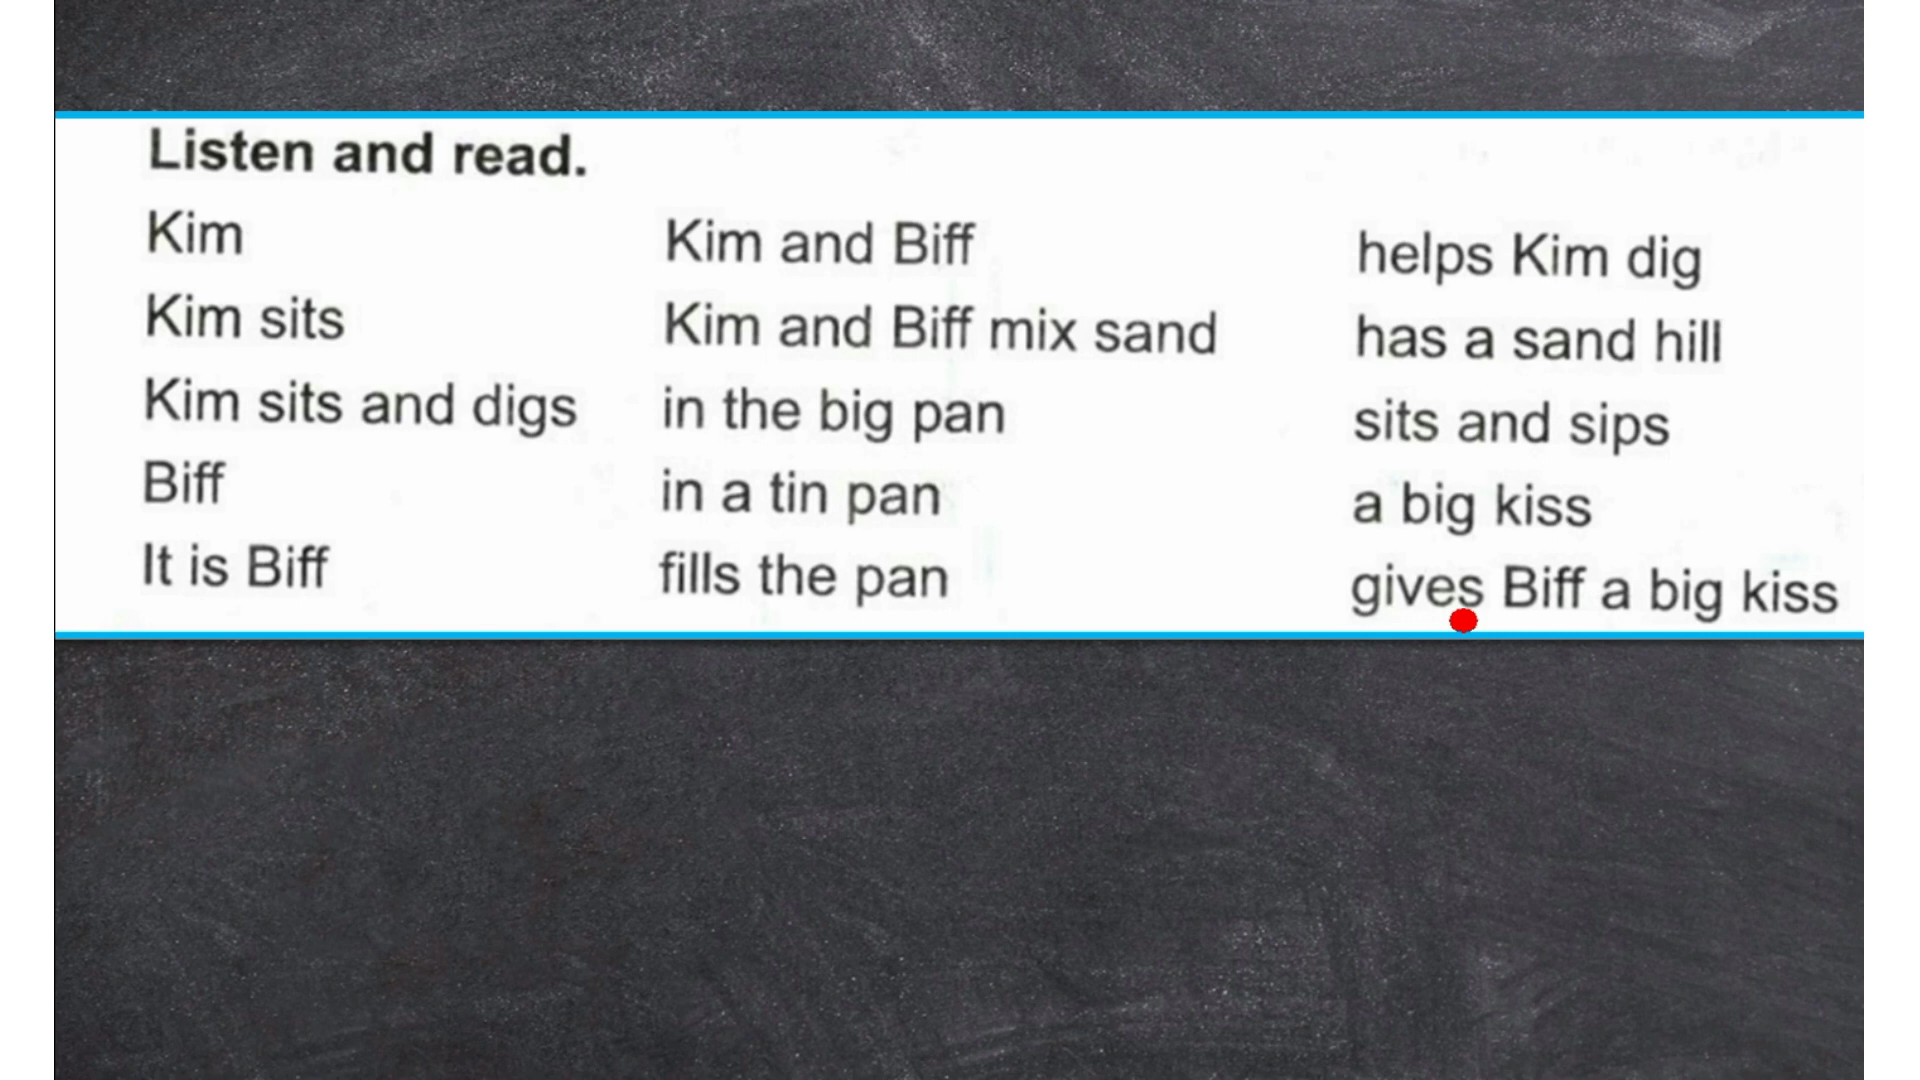 Listen and read.
Kim
Kim sits
Kim sits and digs
Biff
It is Biff
Kim and Biff
Kim and Biff mix sand
in the big pan
in a tin pan
fills the pan
helps Kim dig
has a sand hill
sits and sips
a big kiss
gives Biff a big kiss